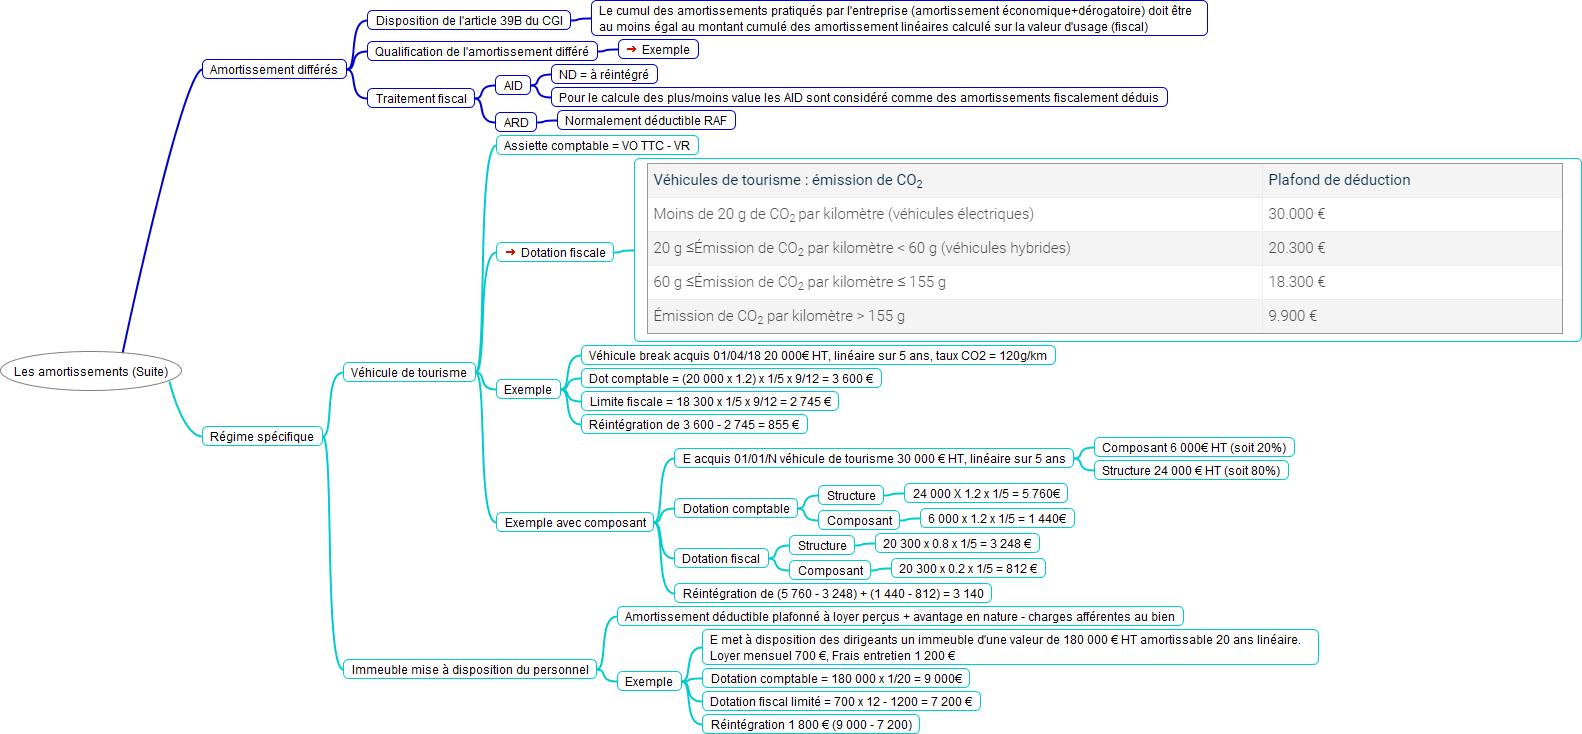 Les amortissements (Suite)
Amortissement différés
Disposition de l'article 39B du CGI
Le cumul des amortissements pratiqués par l'entreprise (amortissement économique+dérogatoire) doit être
au moins égal au montant cumulé des amortissement linéaires calculé sur la valeur d'usage (fiscal)
Qualification de l'amortissement différé
➜ Exemple
Traitement fiscal
AID
ND = à réintégré
Pour le calcule des plus/moins value les AID sont considéré comme des amortissements fiscalement déduis
ARD
Normalement déductible RAF
Régime spécifique
Véhicule de tourisme
Assiette comptable = VO TTC - VR
➜ Dotation fiscale
Véhicules de tourisme : émission de CO2 Plafond de déduction
Moins de 20 g de CO2 par kilomètre (véhicules électriques) 30.000 €
20 g ≤Émission de CO2 par kilomètre < 60 g (véhicules hybrides) 20.300 €
60 g ≤Émission de CO2 par kilomètre ≤ 155 g 18.300 €
Émission de CO2 par kilomètre > 155 g 9.900 €
Exemple
Véhicule break acquis 01/04/18 20 000€ HT, linéaire sur 5 ans, taux CO2 = 120g/km
Dot comptable = (20 000 x 1.2) x 1/5 x 9/12 = 3 600 €
Limite fiscale = 18 300 x 1/5 x 9/12 = 2 745 €
Réintégration de 3 600 - 2 745 = 855 €
Exemple avec composant
E acquis 01/01/N véhicule de tourisme 30 000 € HT, linéaire sur 5 ans
Composant 6 000€ HT (soit 20%)
Structure 24 000 € HT (soit 80%)
Dotation comptable
Structure
24 000 X 1.2 x 1/5 = 5 760€
Composant
6 000 x 1.2 x 1/5 = 1 440€
Dotation fiscal
Structure
20 300 x 0.8 x 1/5 = 3 248 €
Composant
20 300 x 0.2 x 1/5 = 812 €
Réintégration de (5 760 - 3 248) + (1 440 - 812) = 3 140
Immeuble mise à disposition du personnel
Amortissement déductible plafonné à loyer perçus + avantage en nature - charges afférentes au bien
Exemple
E met à disposition des dirigeants un immeuble d'une valeur de 180 000 € HT amortissable 20 ans linéaire.
Loyer mensuel 700 €, Frais entretien 1 200 €
Dotation comptable = 180 000 x 1/20 = 9 000€
Dotation fiscal limité = 700 x 12 - 1200 = 7 200 €
Réintégration 1 800 € (9 000 - 7 200)